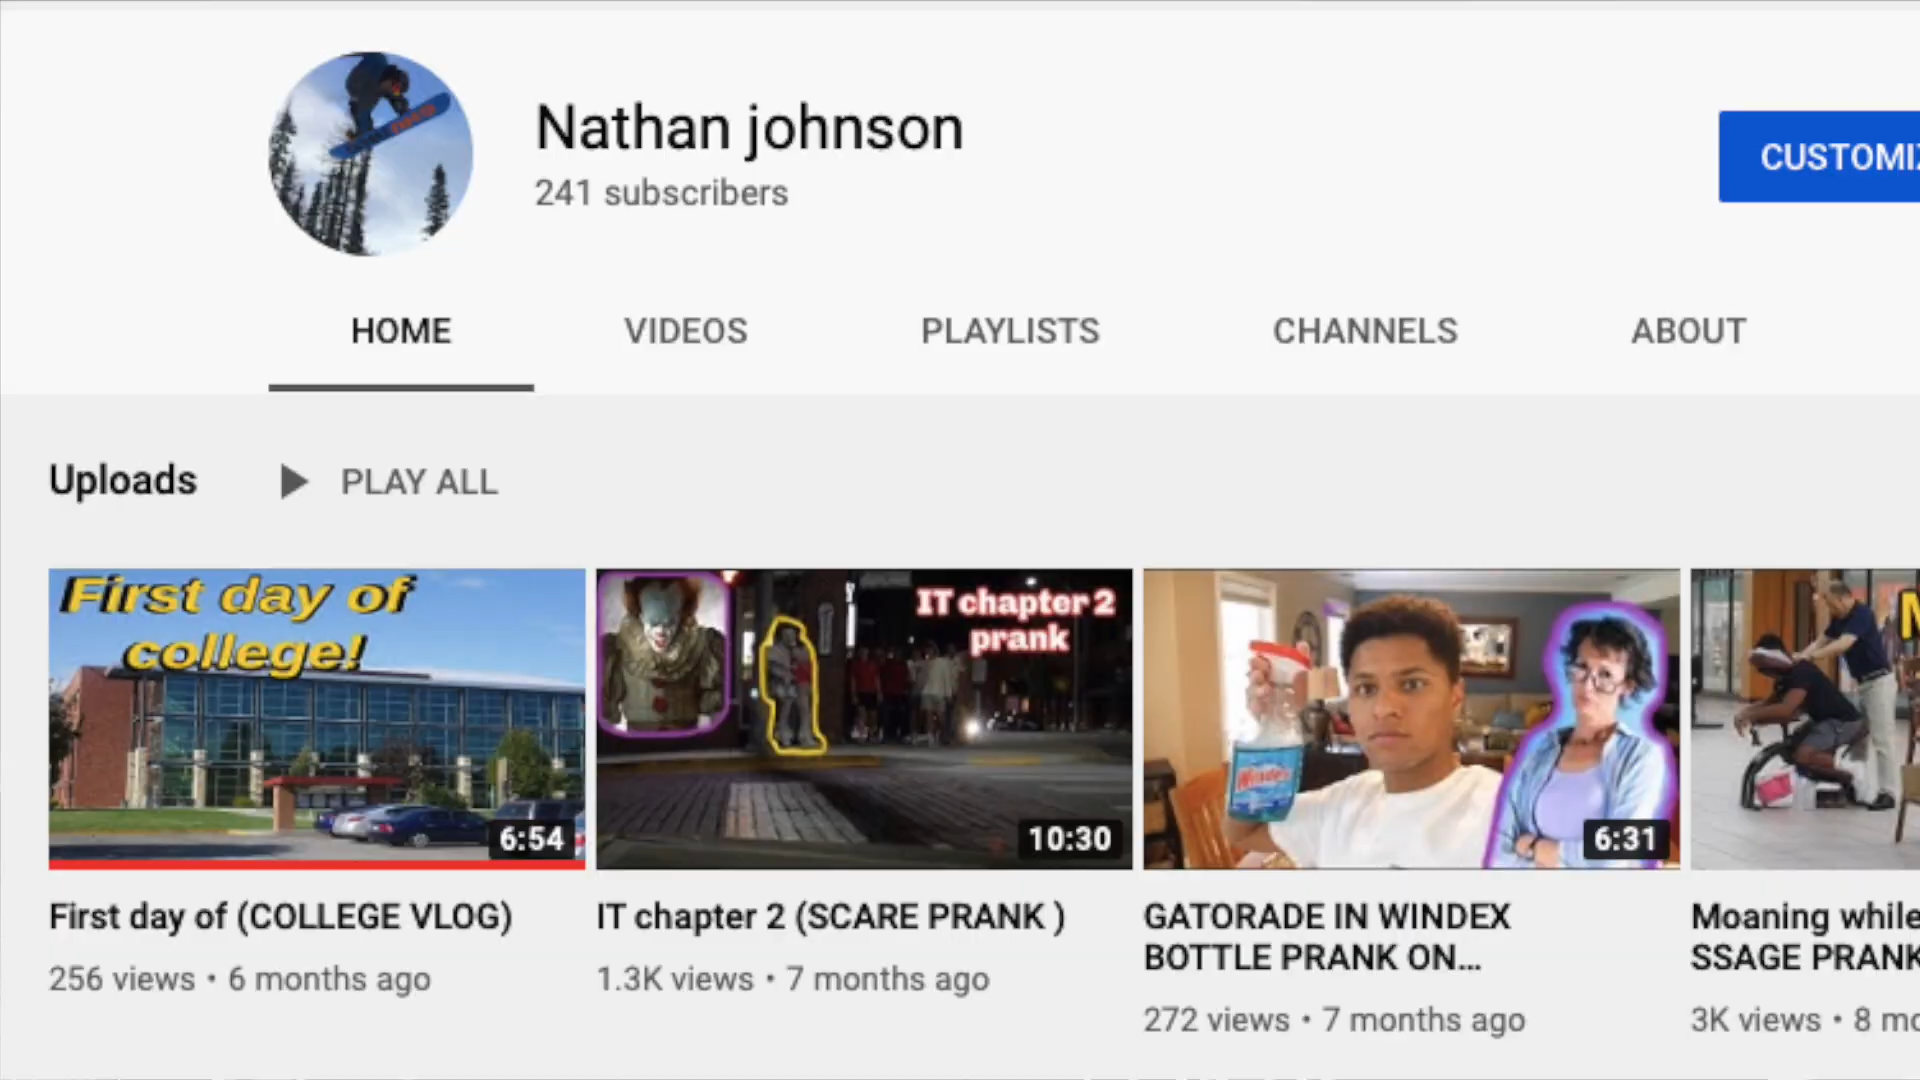 Nathan johnson
241 subscribers
HOME
VIDEOS
PLAYLISTS
CHANNELS
ABOUT
Uploads
PLAY ALL
First day of
college!
6:54
IT chapter 2
prank
10:30
Windex
6:31
First day of (COLLEGE VLOG)
256 views • 6 months ago
IT chapter 2 (SCARE PRANK )
1.3K views • 7 months ago
GATORADE IN WINDEX
BOTTLE PRANK ON...
272 views • 7 months ago
Moaning while
SSAGE PRANK
3K views • 8